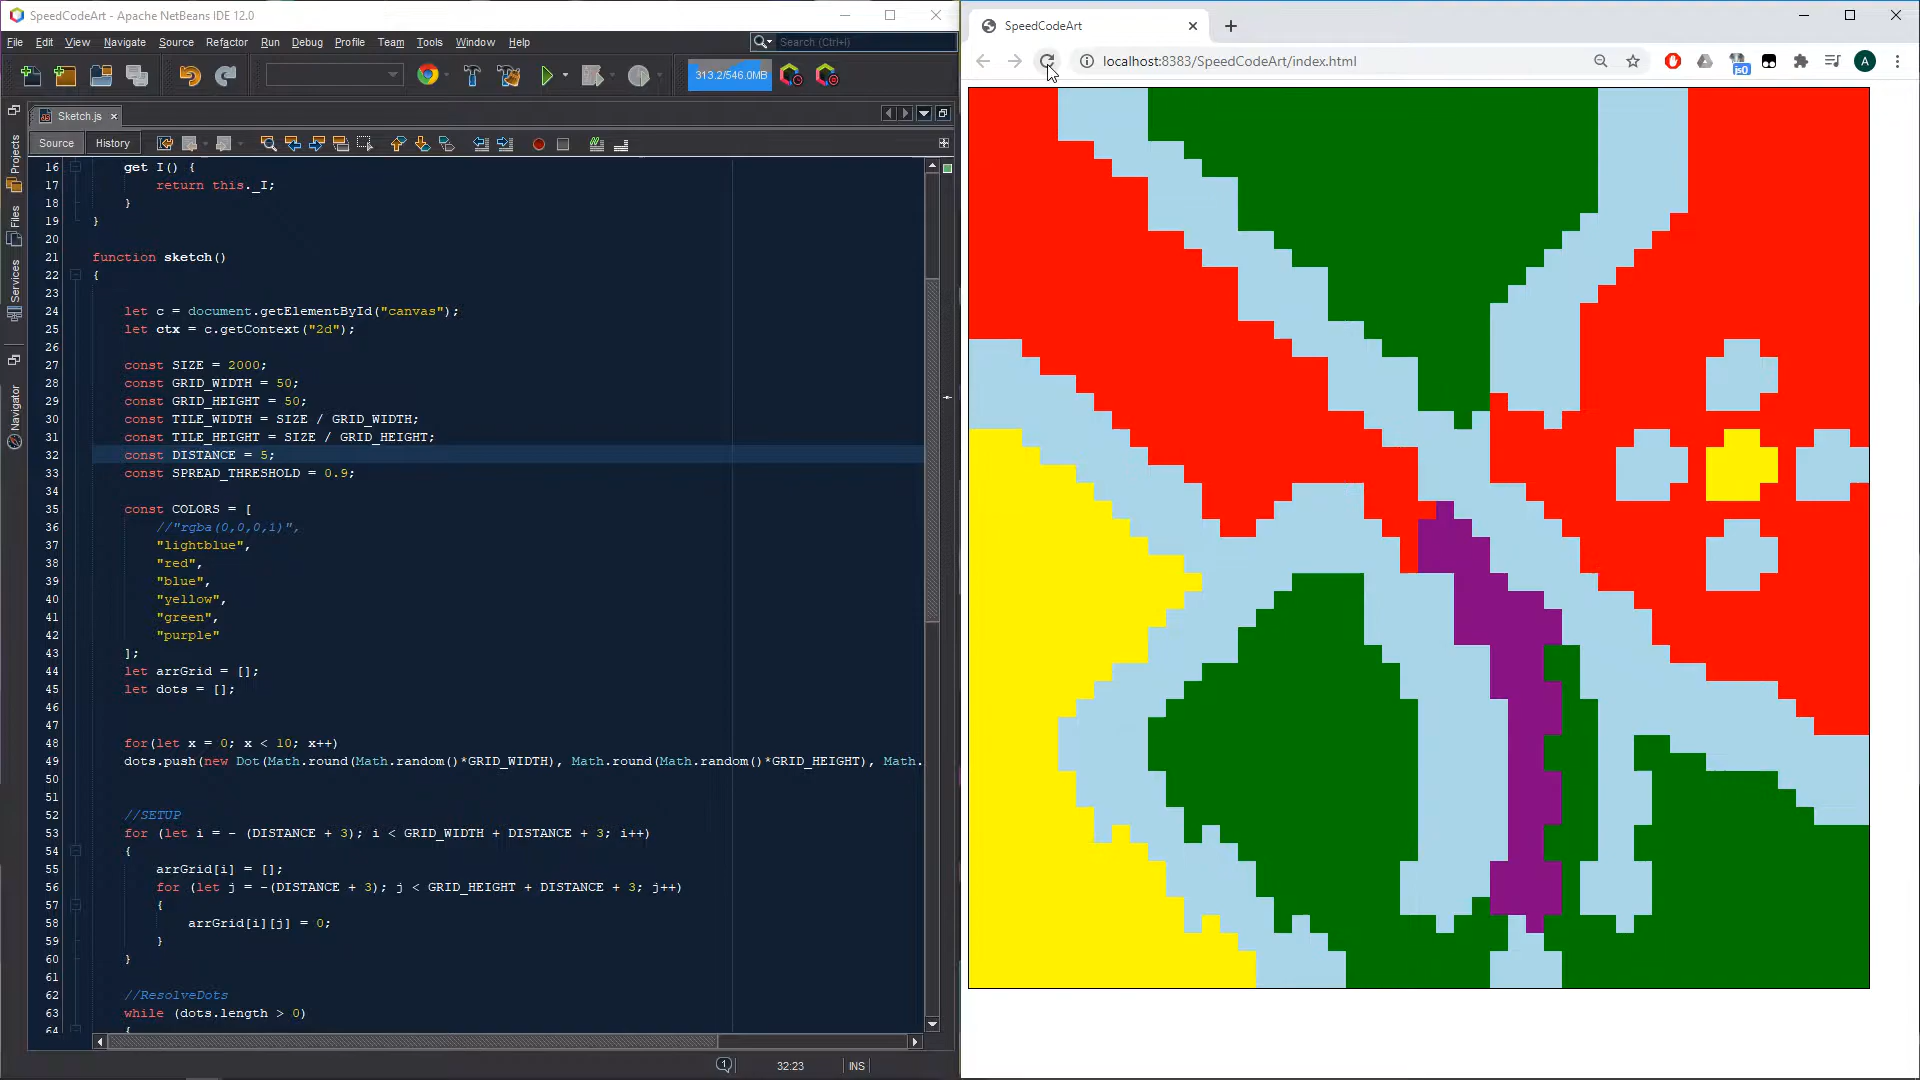 SpeedCodeArt - Apache NetBeans IDE 12.0
File Edit View Navigate Source Refactor Run Debug Profile Team Tools Window Help
Search (Ctrl+I)
313.2/546.0MB
Sketch.js
Source History
Projects
Files
Services
Navigator
16 get I() {
17 return this._I;
18 }
19 }
20
21 function sketch()
22 {
23
24 let c = document.getElementById("canvas");
25 let ctx = c.getContext("2d");
26
27 const SIZE = 2000;
28 const GRID_WIDTH = 50;
29 const GRID_HEIGHT = 50;
30 const TILE_WIDTH = SIZE / GRID_WIDTH;
31 const TILE_HEIGHT = SIZE / GRID_HEIGHT;
32 const DISTANCE = 5;
33 const SPREAD_THRESHOLD = 0.9;
34
35 const COLORS = [
36 //"rgba(0,0,0,1)",
37 "lightblue",
38 "red",
39 "blue",
40 "yellow",
41 "green",
42 "purple"
43 ];
44 let arrGrid = [];
45 let dots = [];
46
47
48 for(let x = 0; x < 10; x++)
49 dots.push(new Dot(Math.round(Math.random()*GRID_WIDTH), Math.round(Math.random()*GRID_HEIGHT), Math.
50
51
52 //SETUP
53 for (let i = - (DISTANCE + 3); i < GRID_WIDTH + DISTANCE + 3; i++)
54 {
55 arrGrid[i] = [];
56 for (let j = -(DISTANCE + 3); j < GRID_HEIGHT + DISTANCE + 3; j++)
57 {
58 arrGrid[i][j] = 0;
59 }
60 }
61
62 //ResolveDots
63 while (dots.length > 0)
64 {
1
32:23 INS
SpeedCodeArt
localhost:8383/SpeedCodeArt/index.html
js0
A